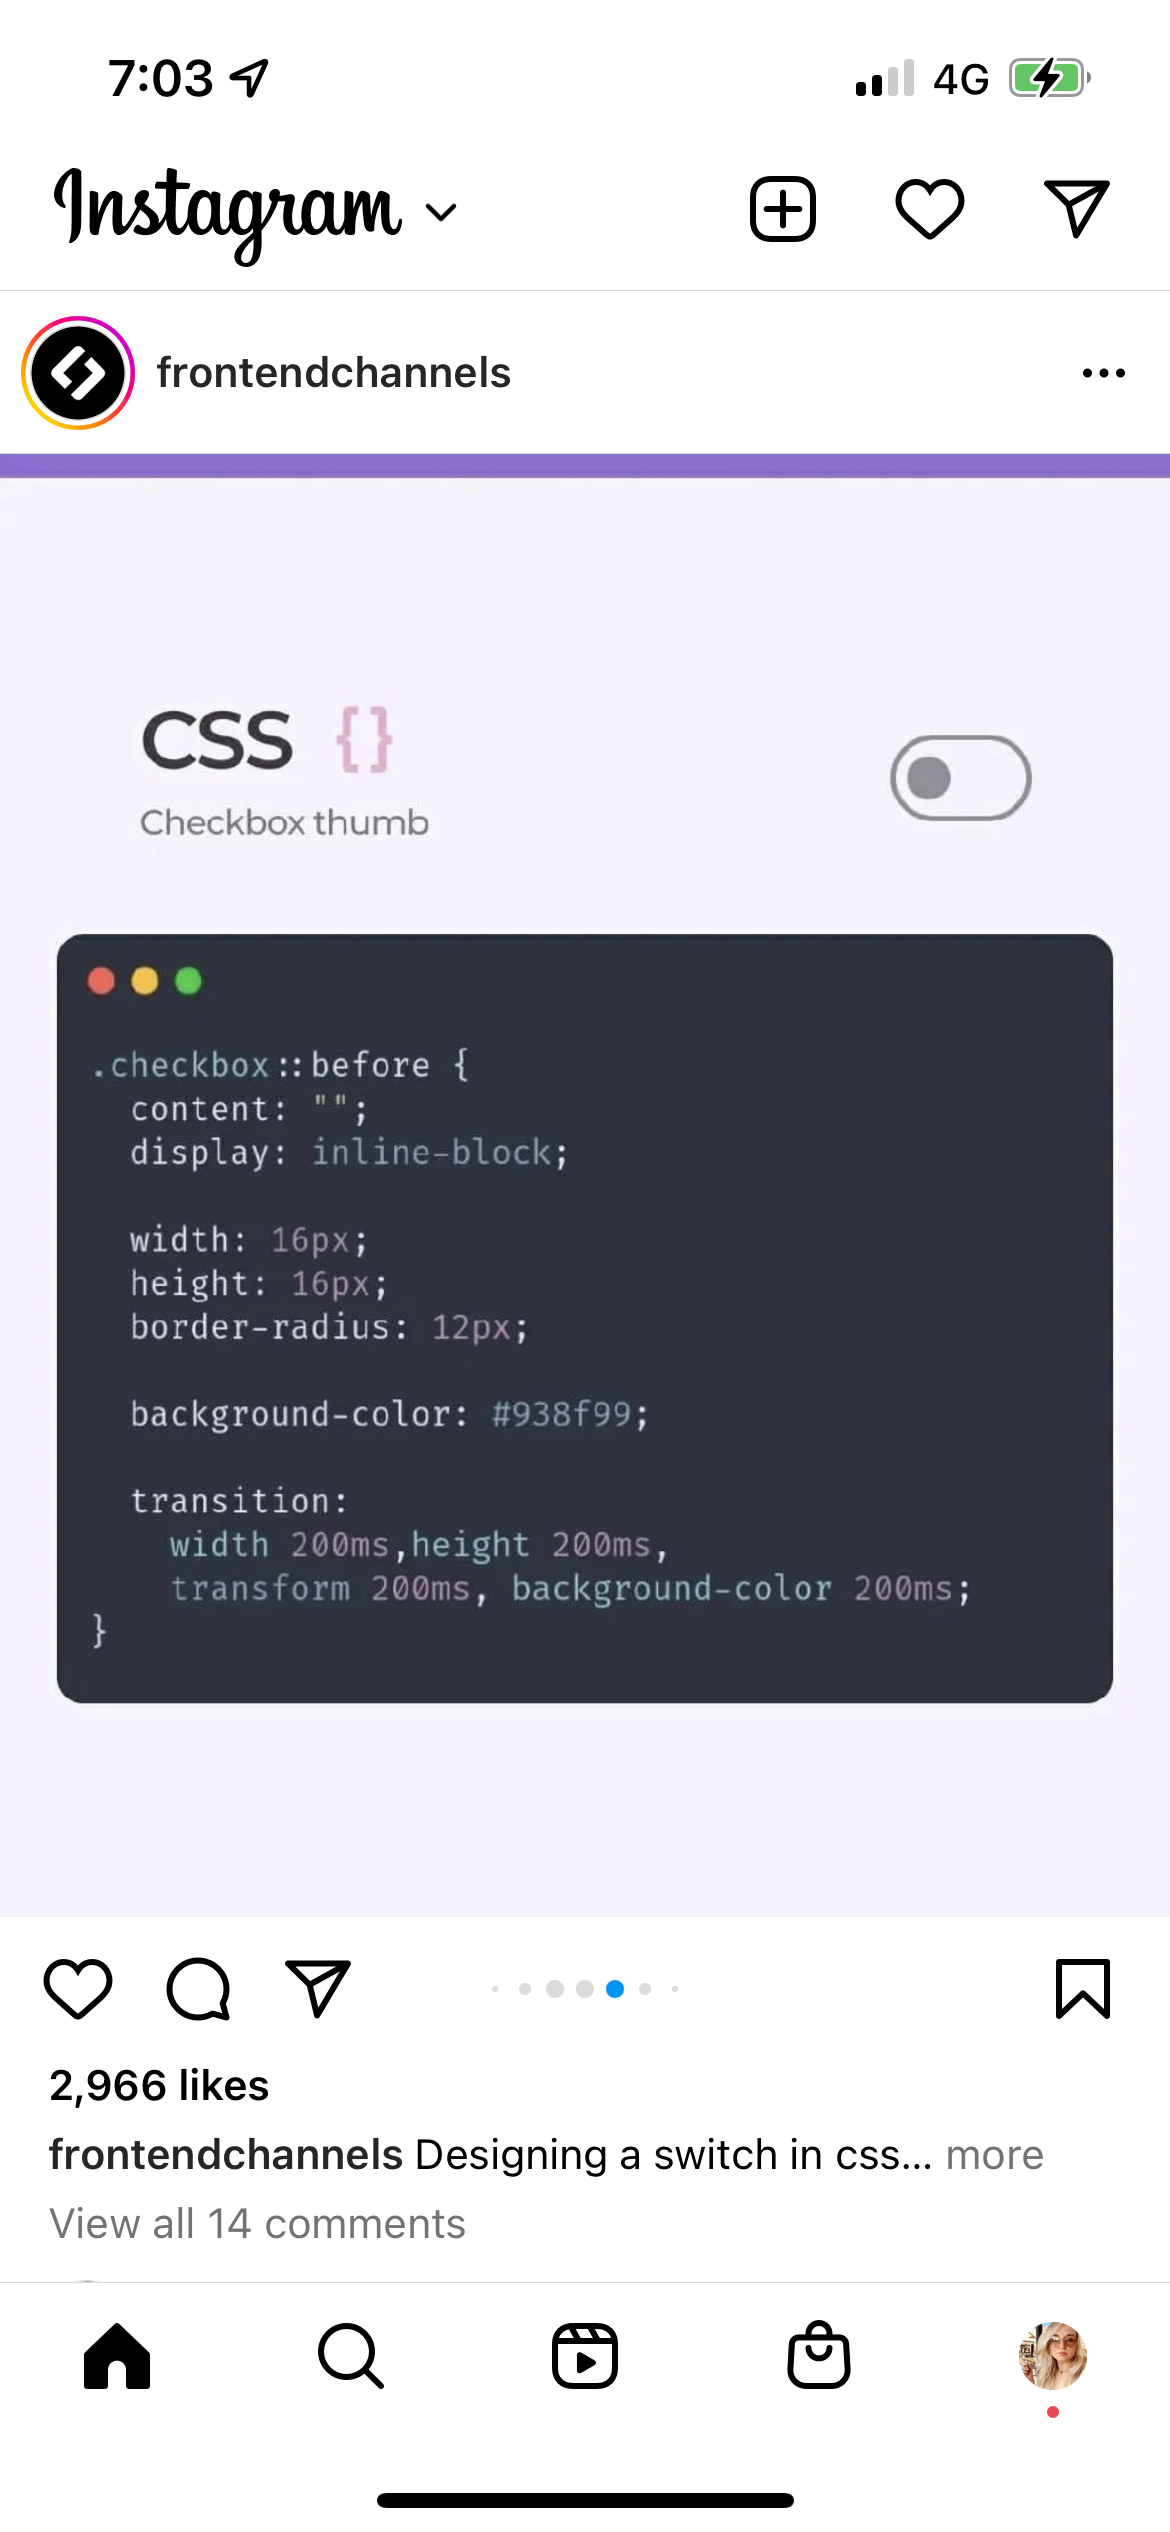 7:03
4G
Instagram
frontendchannels
CSS {}
Checkbox thumb
.checkbox::before {
content: "";
display: inline-block;
width: 16px;
height: 16px;
border-radius: 12px;
background-color: #938f99;
transition:
width 200ms,height 200ms,
transform 200ms, background-color 200ms;
}
2,966 likes
frontendchannels Designing a switch in css... more
View all 14 comments